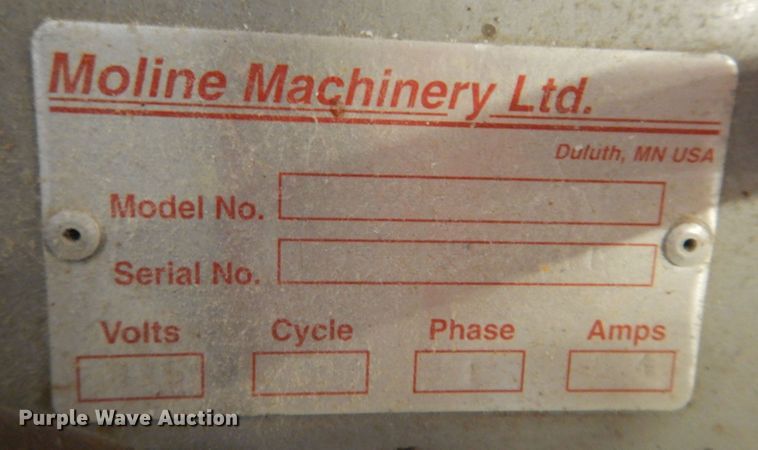 Moline Machinery Ltd.
Duluth, MN USA
Model No.
Serial No.
Volts Cycle Phase Amps
Purple Wave Auction